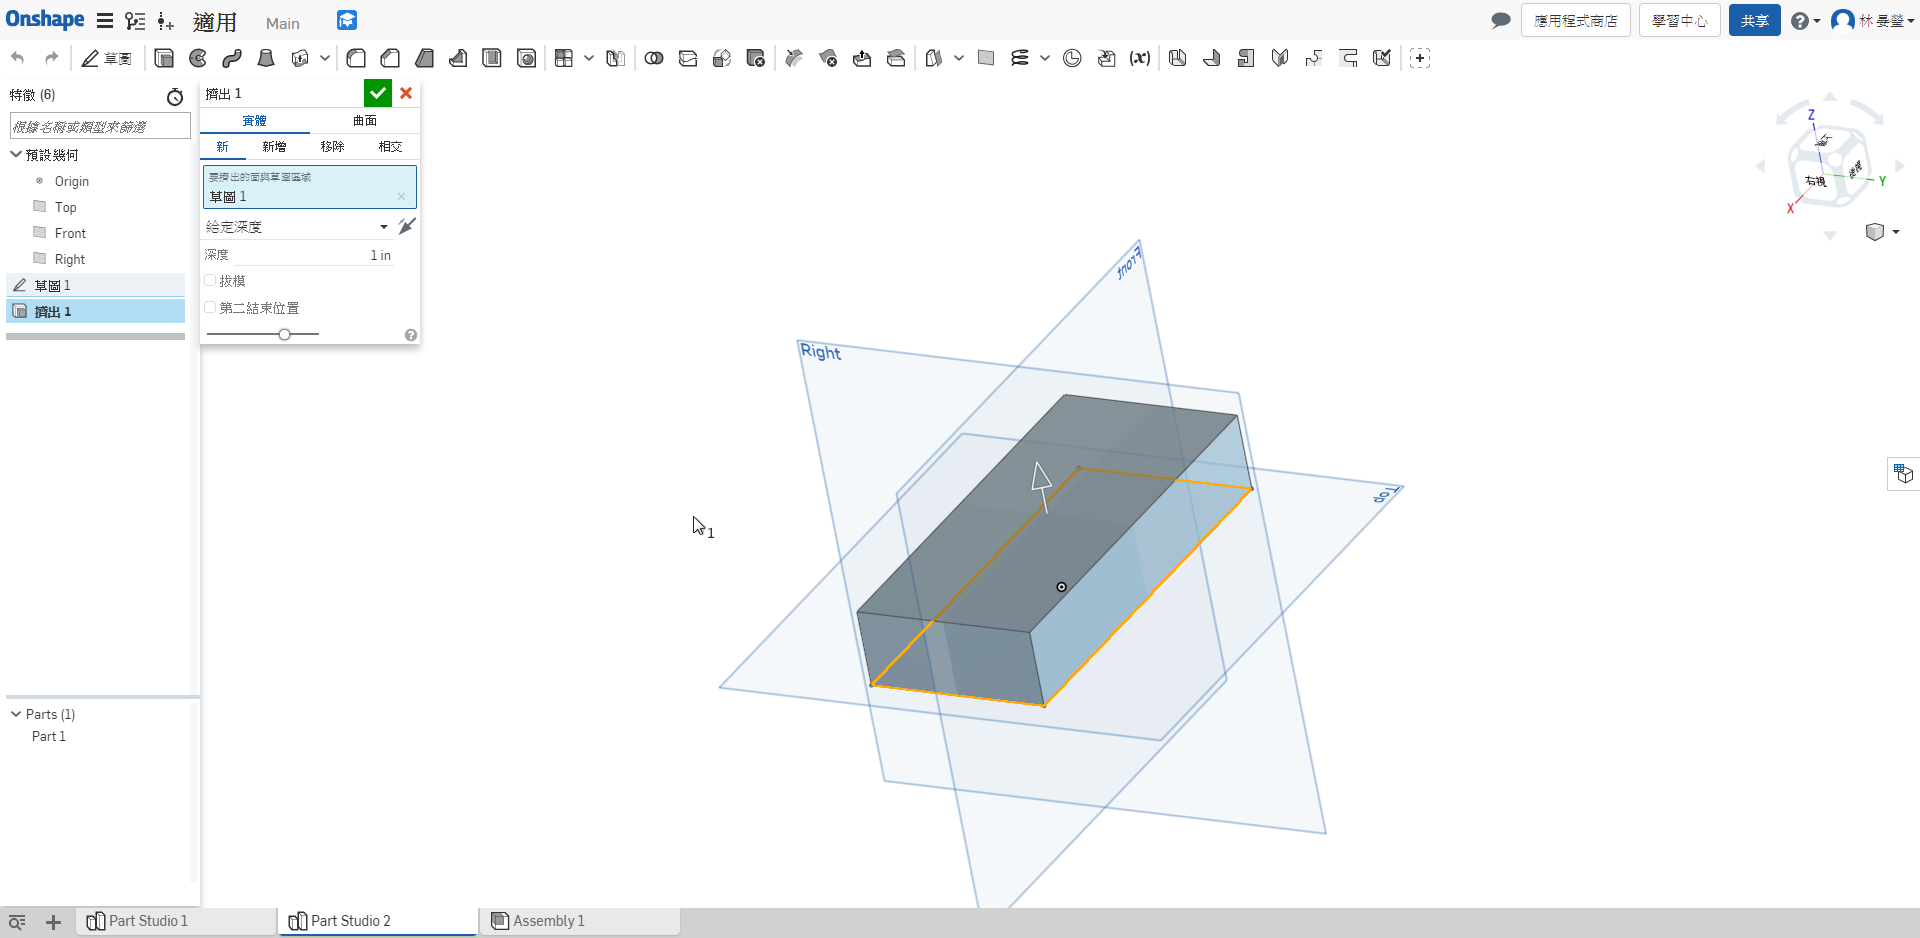 Onshape
適用
Main
應用程式商店
學習中心
共享
林 晏螢
草圖
(x)
特徵 (6)
根據名稱或類型來篩選
預設幾何
Origin
Top
Front
Right
草圖 1
擠出 1
Parts (1)
Part 1
擠出 1
實體
曲面
新
新增
移除
相交
要擠出的面與草圖區域
草圖 1
給定深度
深度
1 in
拔模
第二結束位置
Front
Right
Top
1
Z
右視
後視
Y
X
Part Studio 1
Part Studio 2
Assembly 1